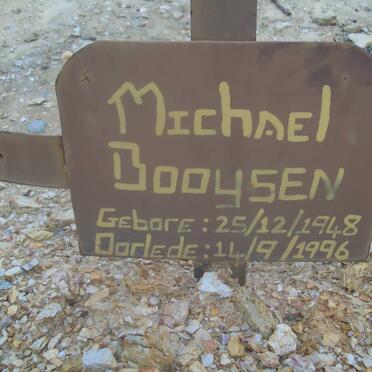 Michael
Booysen
Gebore: 25/12/1948
Oorlede: 14/9/1996